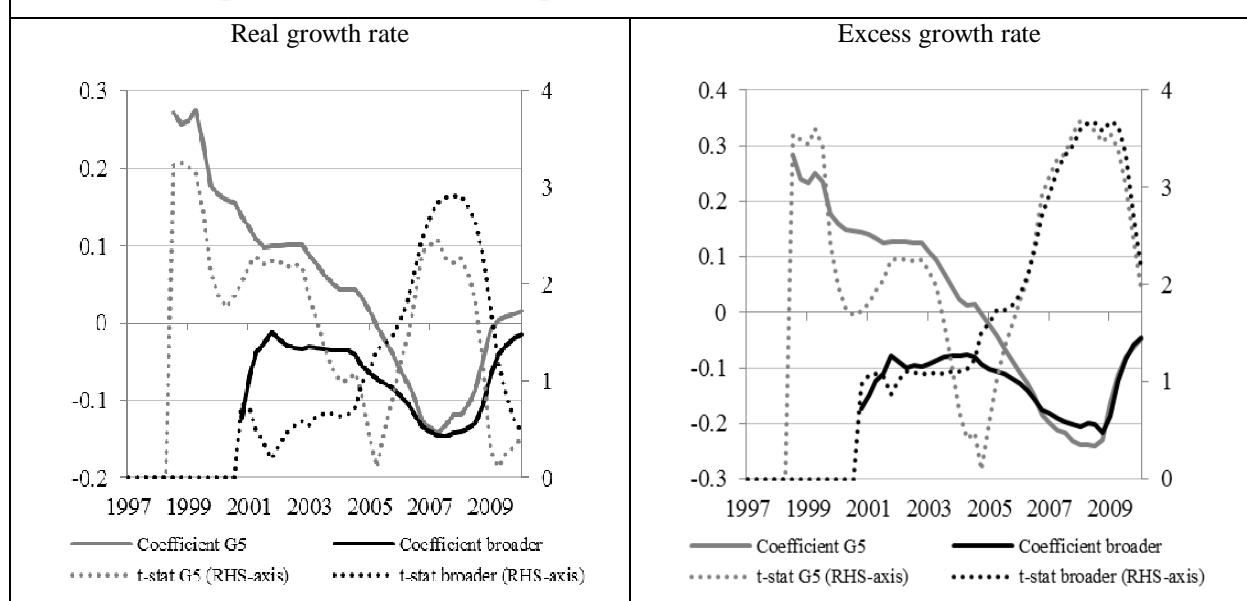 Real growth rate
0.3
0.2
0.1
0
-0.1
-0.2
4
3
2
1
0
1997 1999 2001 2003 2005 2007 2009
Coefficient G5
Coefficient broader
t-stat G5 (RHS-axis)
t-stat broader (RHS-axis)
Excess growth rate
0.4
0.3
0.2
0.1
0
-0.1
-0.2
-0.3
4
3
2
1
0
1997 1999 2001 2003 2005 2007 2009
Coefficient G5
Coefficient broader
t-stat G5 (RHS-axis)
t-stat broader (RHS-axis)